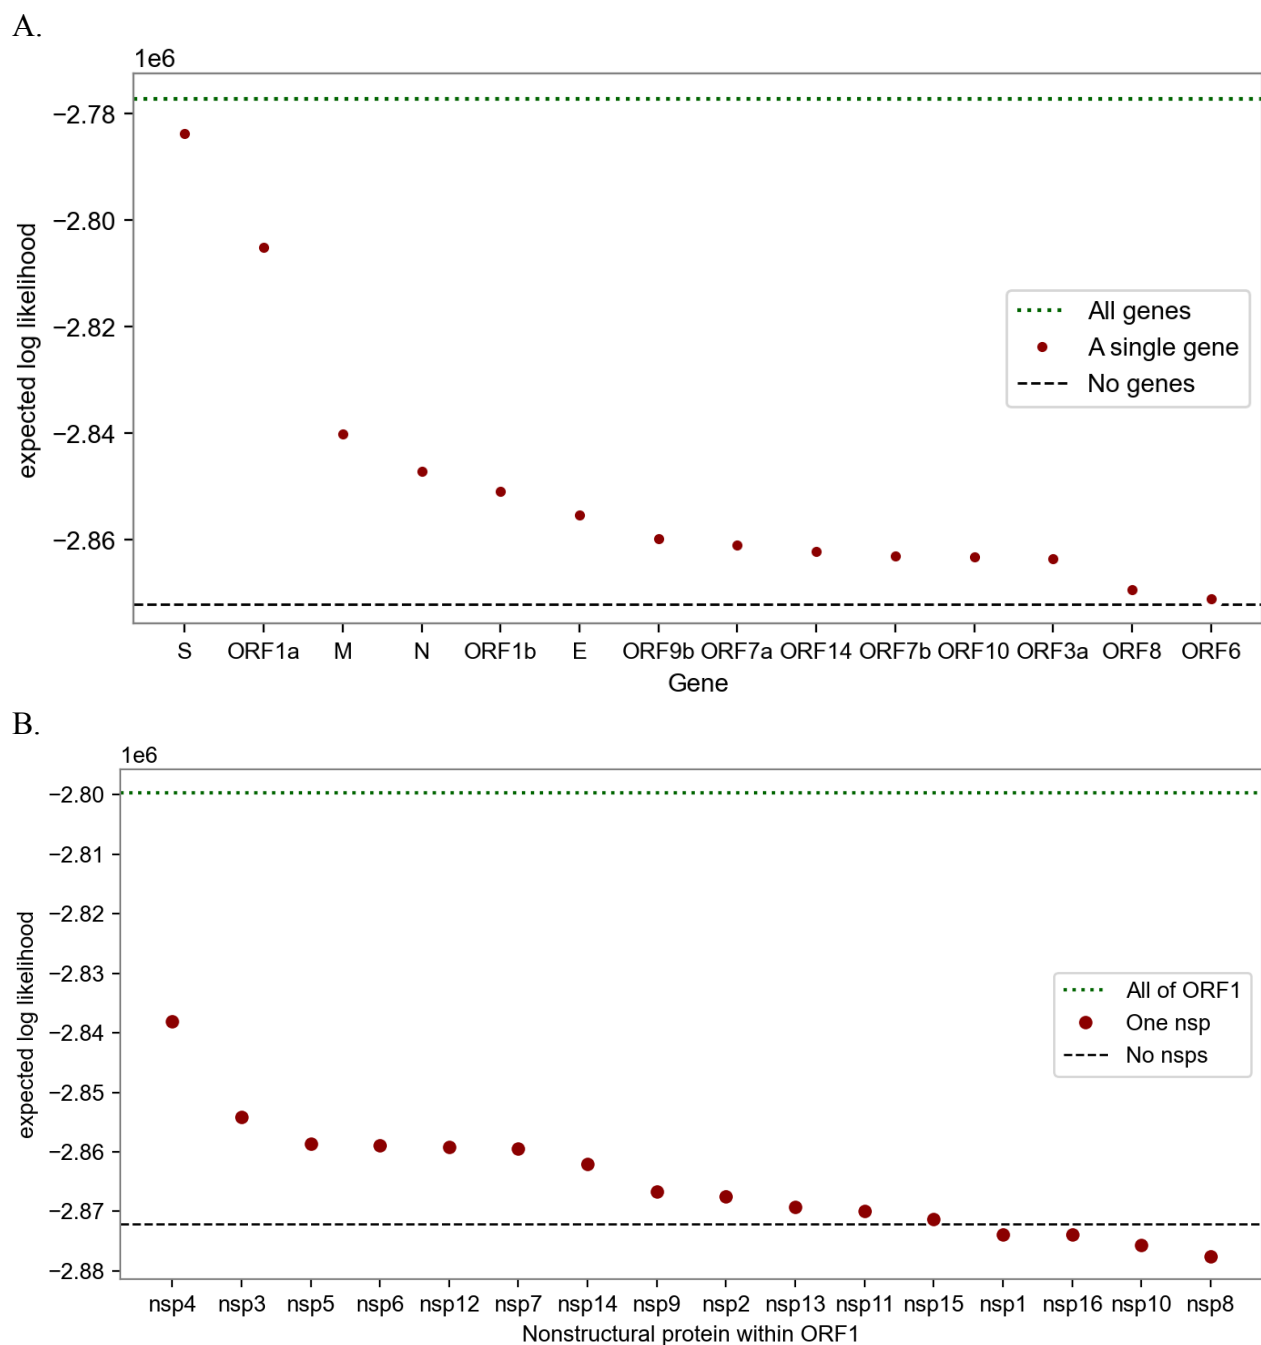 A.
1e6
−2.78
−2.80
−2.82
−2.84
−2.86
expected log likelihood
All genes
A single gene
No genes
S ORF1a M N ORF1b E ORF9b ORF7a ORF14 ORF7b ORF10 ORF3a ORF8 ORF6
Gene
B.
1e6
−2.80
−2.81
−2.82
−2.83
−2.84
−2.85
−2.86
−2.87
−2.88
expected log likelihood
All of ORF1
One nsp
No nsps
nsp4 nsp3 nsp5 nsp6 nsp12 nsp7 nsp14 nsp9 nsp2 nsp13 nsp11 nsp15 nsp1 nsp16 nsp10 nsp8
Nonstructural protein within ORF1